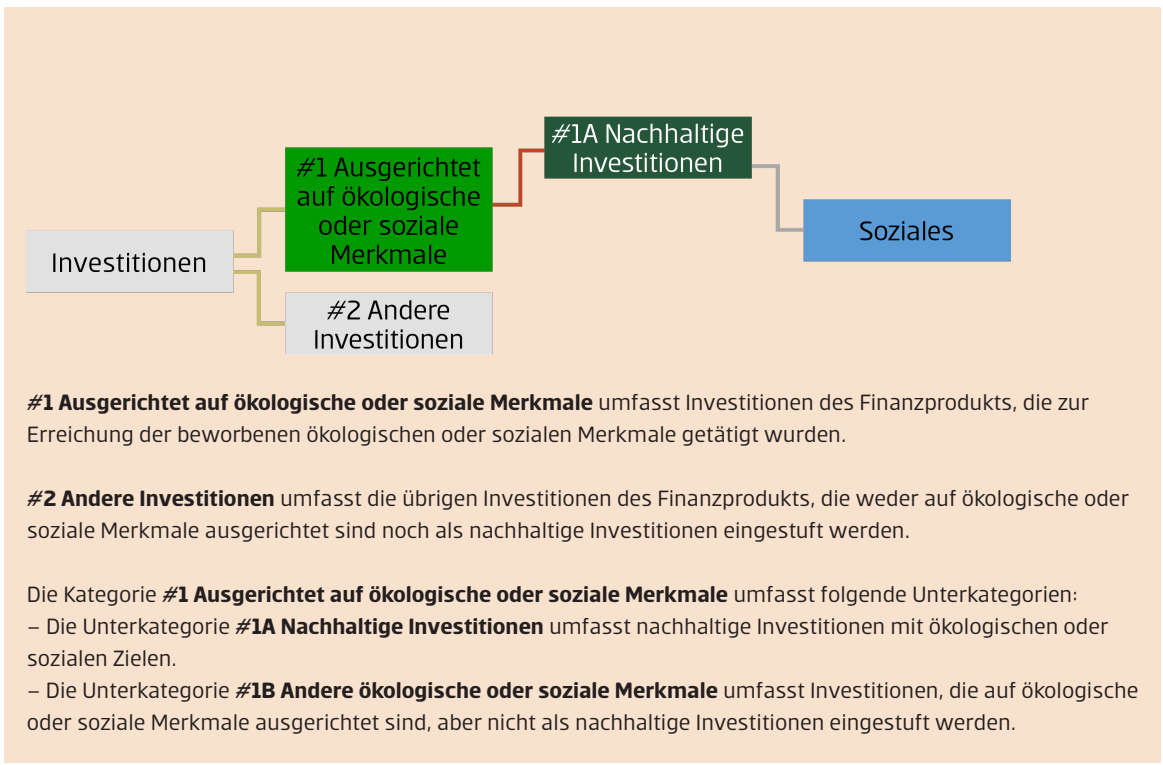 #1A Nachhaltige
Investitionen
#1 Ausgerichtet
auf ökologische
oder soziale
Merkmale
Soziales
Investitionen
#2 Andere
Investitionen
#1 Ausgerichtet auf ökologische oder soziale Merkmale umfasst Investitionen des Finanzprodukts, die zur
Erreichung der beworbenen ökologischen oder sozialen Merkmale getätigt wurden.
#2 Andere Investitionen umfasst die übrigen Investitionen des Finanzprodukts, die weder auf ökologische oder
soziale Merkmale ausgerichtet sind noch als nachhaltige Investitionen eingestuft werden.
Die Kategorie #1 Ausgerichtet auf ökologische oder soziale Merkmale umfasst folgende Unterkategorien:
– Die Unterkategorie #1A Nachhaltige Investitionen umfasst nachhaltige Investitionen mit ökologischen oder
sozialen Zielen.
– Die Unterkategorie #1B Andere ökologische oder soziale Merkmale umfasst Investitionen, die auf ökologische
oder soziale Merkmale ausgerichtet sind, aber nicht als nachhaltige Investitionen eingestuft werden.